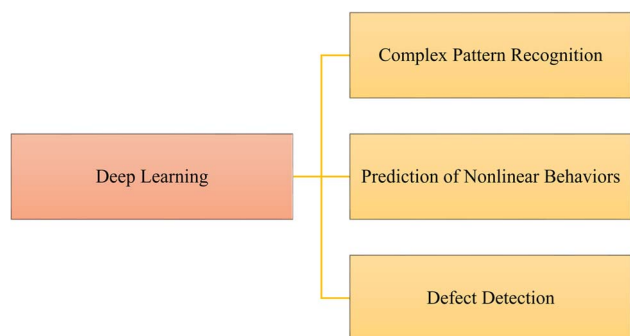 Complex Pattern Recognition
Deep Learning
Prediction of Nonlinear Behaviors
Defect Detection